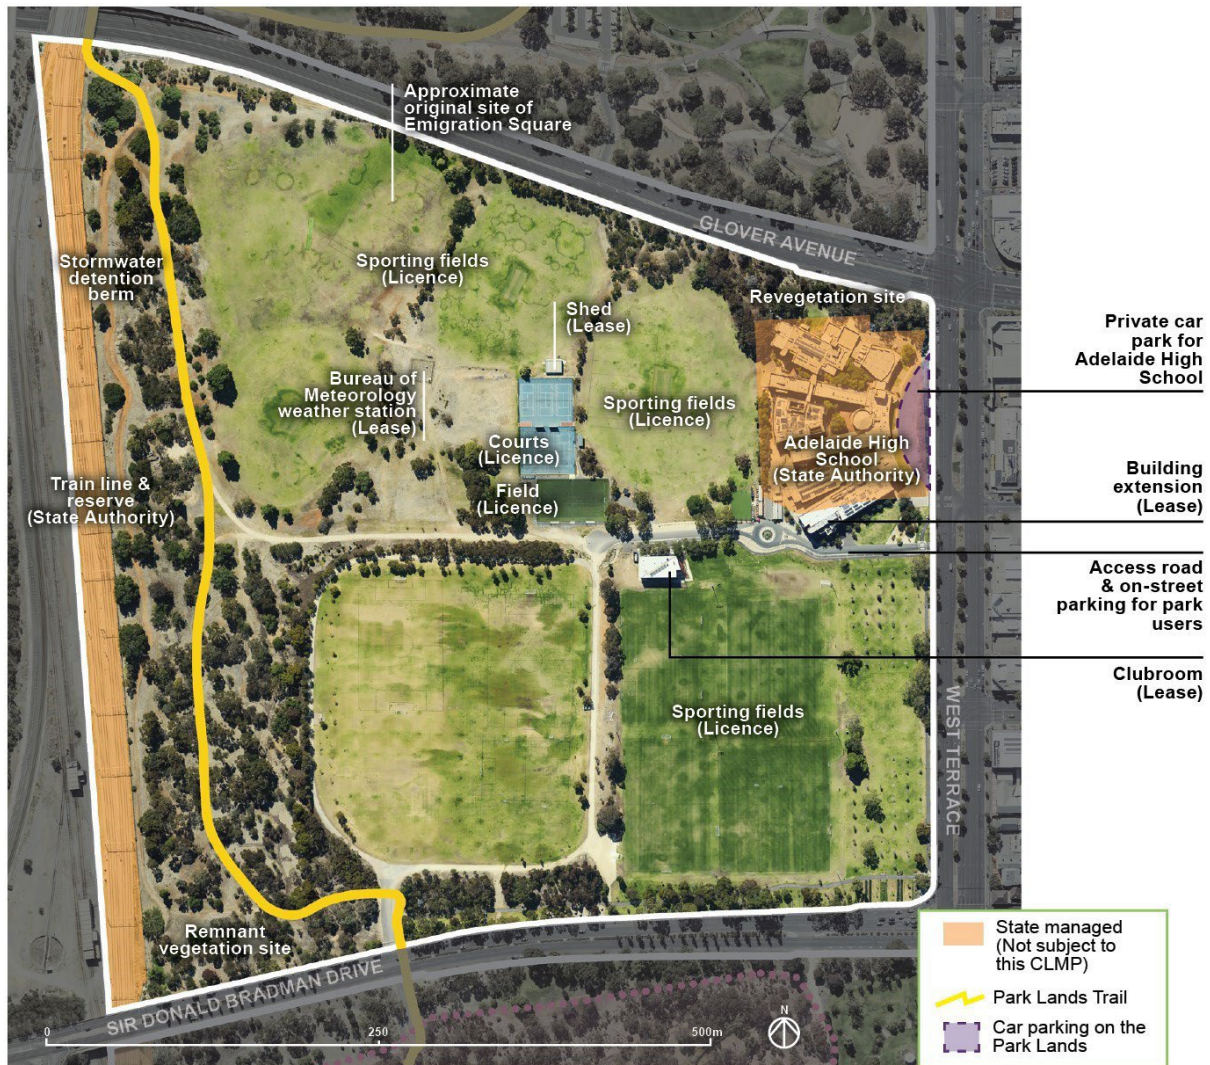 Approximate
original site of
Emigration Square
GLOVER AVENUE
Stormwater
detention
berm
Sporting fields
(Licence)
Shed
(Lease)
Revegetation site
Private car
park for
Adelaide High
School
Bureau of
Meteorology
weather station
(Lease)
Sporting fields
(Licence)
Courts
(Licence)
Adelaide High
School
(State Authority)
Building
extension
(Lease)
Train line &
reserve
(State Authority)
Field
(Licence)
Access road
& on-street
parking for park
users
Clubroom
(Lease)
Sporting fields
(Licence)
WEST TERRACE
Remnant
vegetation site
SIR DONALD BRADMAN DRIVE
0
250
500m
N
State managed
(Not subject to
this CLMP)
Park Lands Trail
Car parking on the
Park Lands